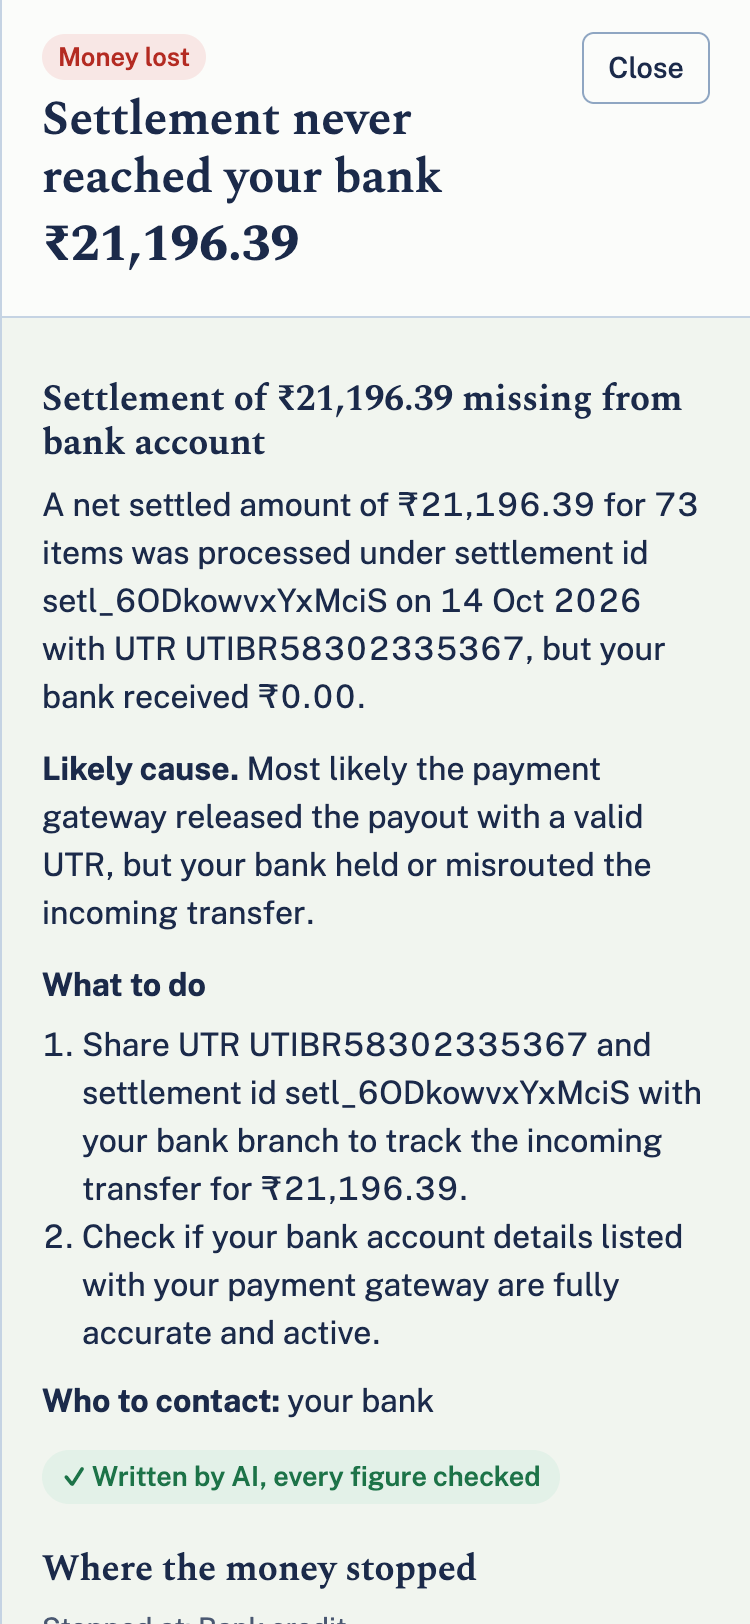 Money lost
Close
Settlement never
reached your bank
₹21,196.39
Settlement of ₹21,196.39 missing from
bank account
A net settled amount of ₹21,196.39 for 73
items was processed under settlement id
setl_6ODkowvxYxMciS on 14 Oct 2026
with UTR UTIBR58302335367, but your
bank received ₹0.00.
Likely cause. Most likely the payment
gateway released the payout with a valid
UTR, but your bank held or misrouted the
incoming transfer.
What to do
1. Share UTR UTIBR58302335367 and
settlement id setl_6ODkowvxYxMciS with
your bank branch to track the incoming
transfer for ₹21,196.39.
2. Check if your bank account details listed
with your payment gateway are fully
accurate and active.
Who to contact: your bank
✓ Written by AI, every figure checked
Where the money stopped
Stopped at: Bank credit